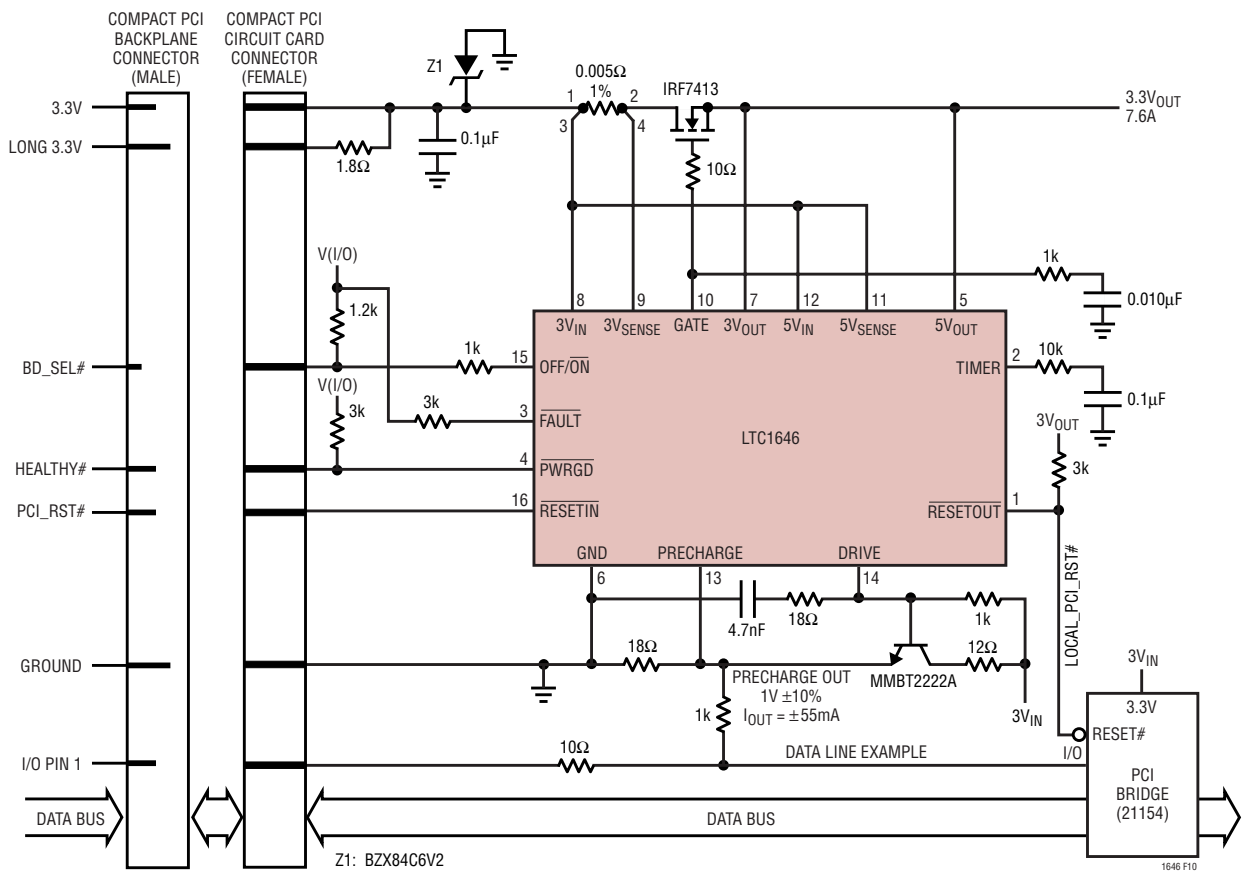 COMPACT PCI
BACKPLANE
CONNECTOR
(MALE)
COMPACT PCI
CIRCUIT CARD
CONNECTOR
(FEMALE)
Z1
0.005Ω
1%
1
2
3
4
IRF7413
3.3V
3.3VOUT
7.6A
LONG 3.3V
1.8Ω
0.1µF
10Ω
V(I/O)
1.2k
1k
0.010µF
8
9
10
7
12
11
5
3VIN
3VSENSE
GATE
3VOUT
5VIN
5VSENSE
5VOUT
BD_SEL#
1k
15
OFF/ON
TIMER
2
10k
0.1µF
V(I/O)
3k
3k
3
FAULT
LTC1646
3VOUT
3k
HEALTHY#
4
PWRGD
PCI_RST#
16
RESETIN
RESETOUT
1
GND
PRECHARGE
DRIVE
6
13
14
4.7nF
18Ω
1k
LOCAL_PCI_RST#
GROUND
18Ω
12Ω
MMBT2222A
PRECHARGE OUT
1V ±10%
IOUT = ±55mA
1k
3VIN
3VIN
3.3V
RESET#
I/O
I/O PIN 1
10Ω
DATA LINE EXAMPLE
PCI
BRIDGE
(21154)
DATA BUS
DATA BUS
Z1: BZX84C6V2
1646 F10